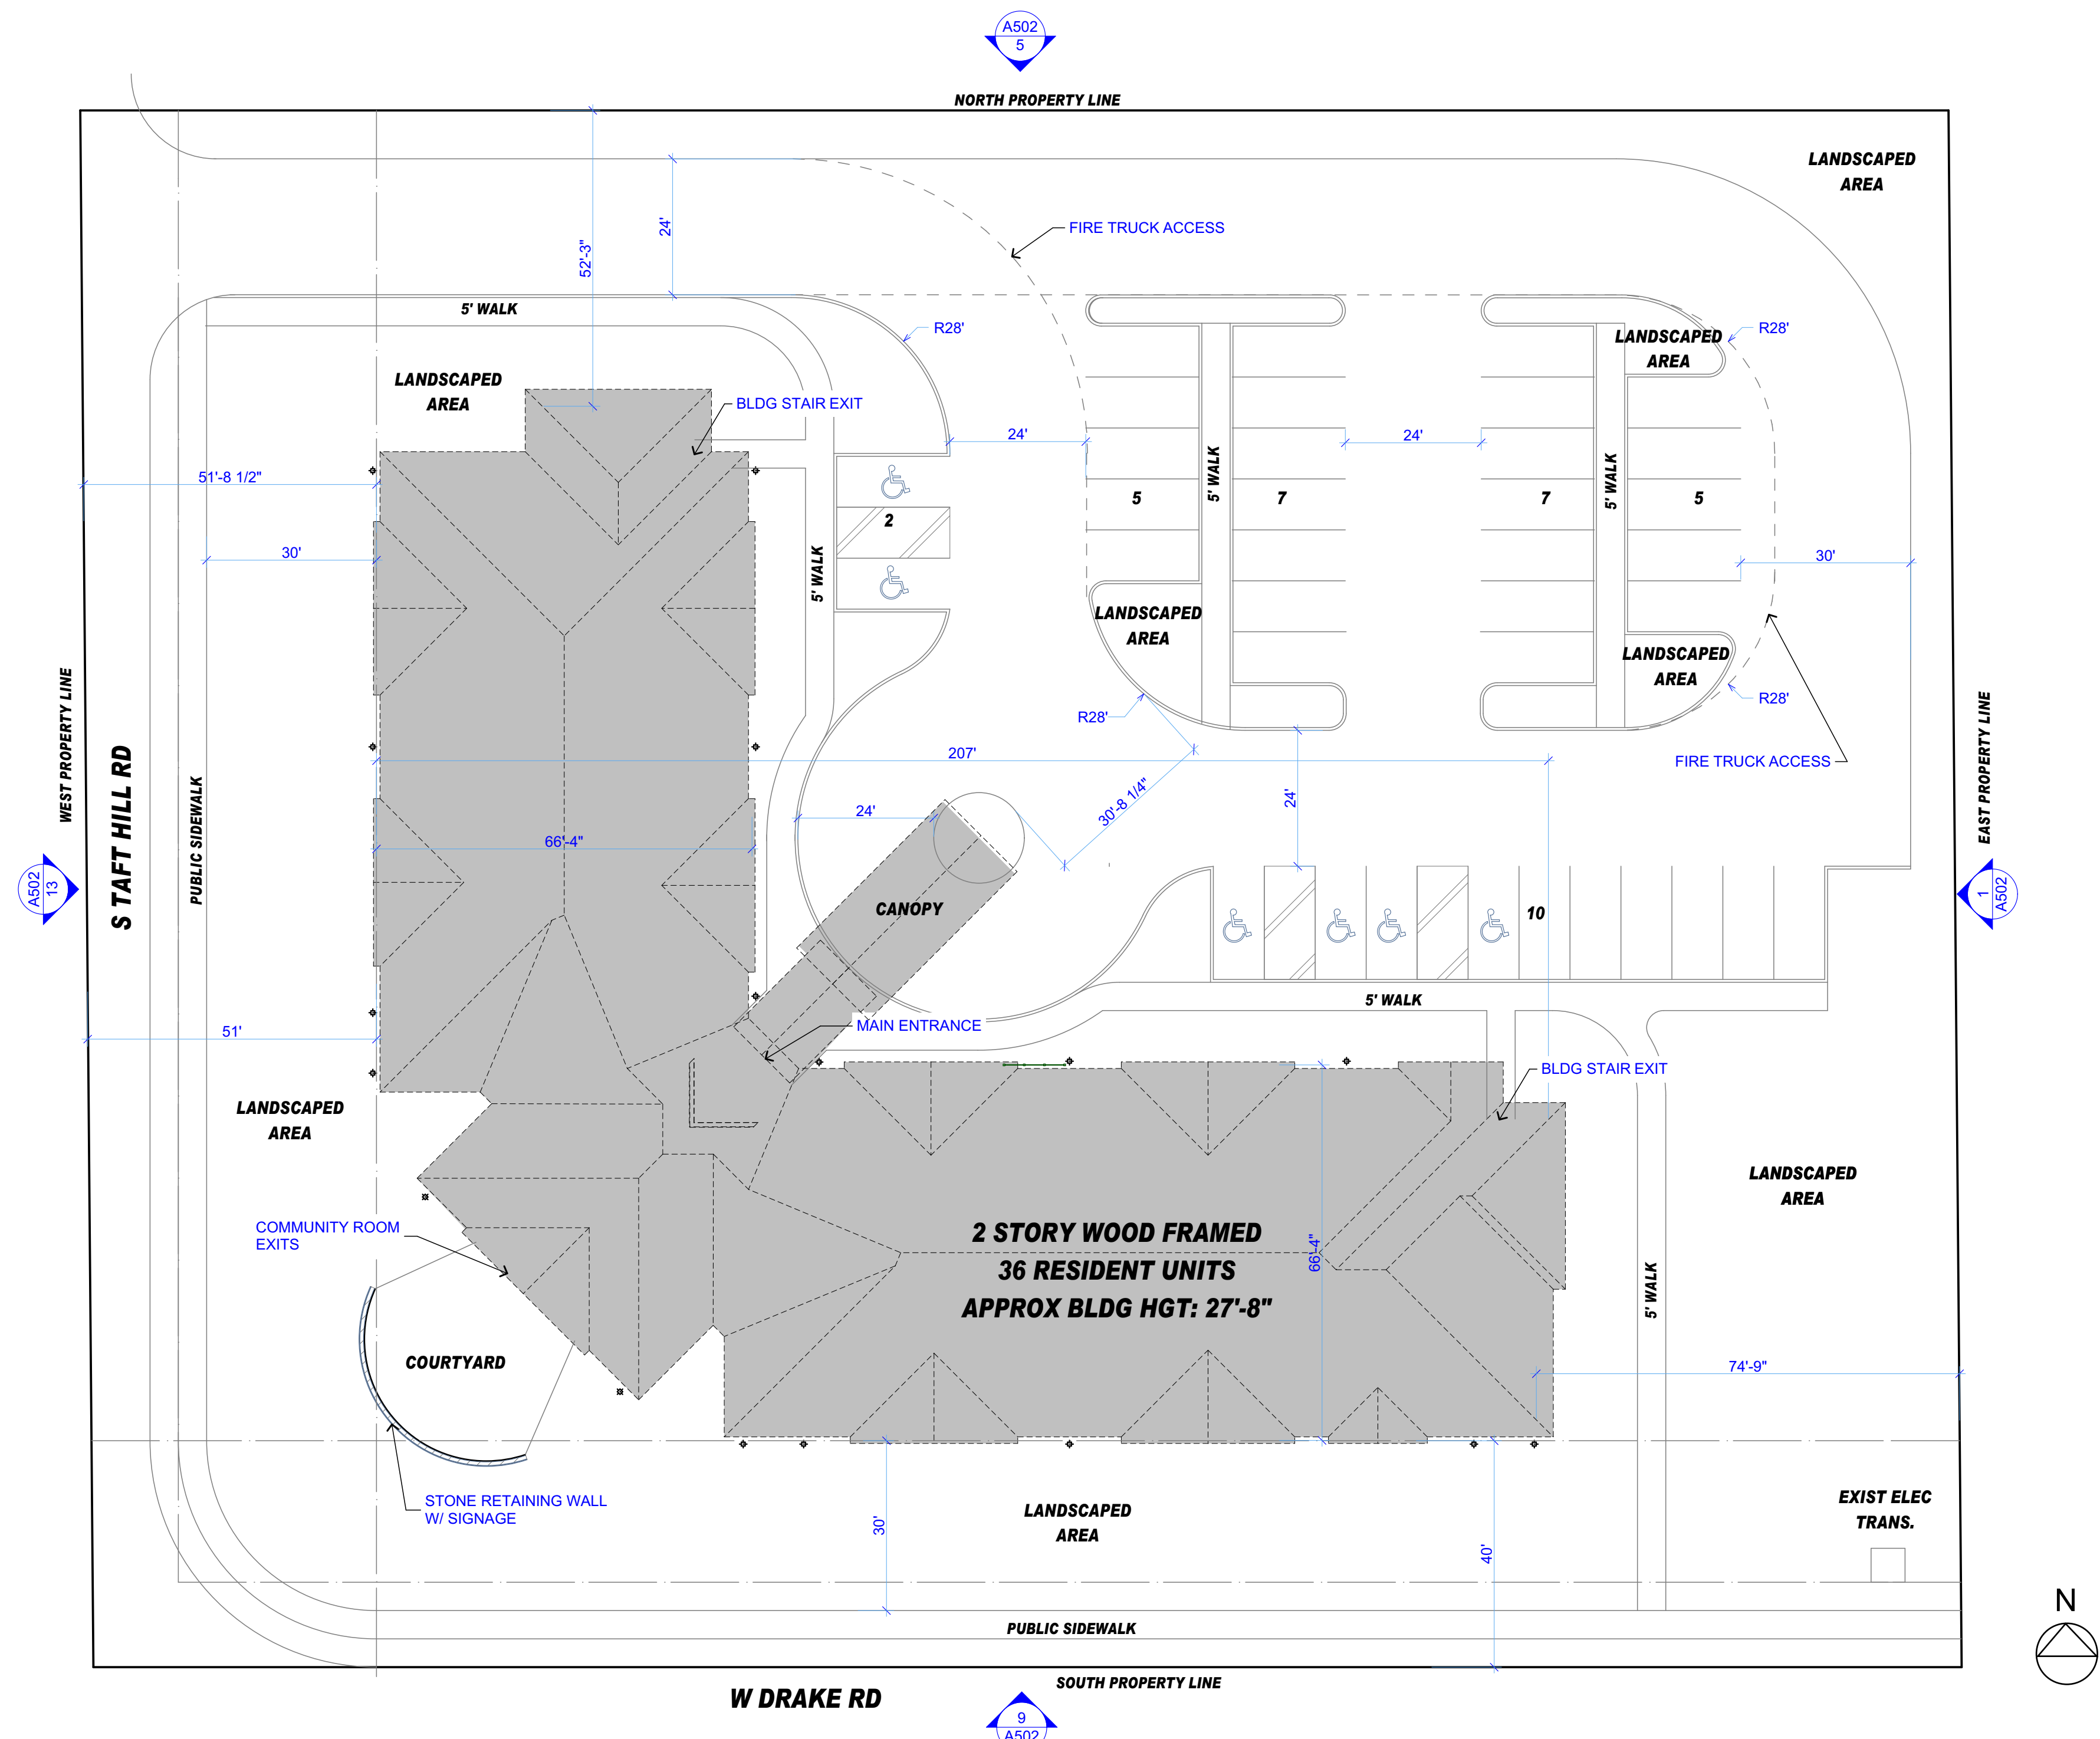 A502
5
NORTH PROPERTY LINE
LANDSCAPED
AREA
FIRE TRUCK ACCESS
24'
52'-3"
5' WALK
R28'
R28'
LANDSCAPED
AREA
LANDSCAPED
AREA
BLDG STAIR EXIT
24'
24'
51'-8 1/2"
5' WALK
5' WALK
5
7
7
5
2
30'
30'
5' WALK
LANDSCAPED
AREA
LANDSCAPED
AREA
R28'
R28'
WEST PROPERTY LINE
S TAFT HILL RD
PUBLIC SIDEWALK
207'
FIRE TRUCK ACCESS
EAST PROPERTY LINE
24'
30'-8 1/4"
24'
66'-4"
A502
13
1
A502
CANOPY
10
5' WALK
MAIN ENTRANCE
51'
BLDG STAIR EXIT
LANDSCAPED
AREA
LANDSCAPED
AREA
COMMUNITY ROOM
EXITS
2 STORY WOOD FRAMED
36 RESIDENT UNITS
APPROX BLDG HGT: 27'-8"
66'-4"
5' WALK
COURTYARD
74'-9"
STONE RETAINING WALL
W/ SIGNAGE
LANDSCAPED
AREA
30'
40'
EXIST ELEC
TRANS.
N
PUBLIC SIDEWALK
SOUTH PROPERTY LINE
W DRAKE RD
9
A502